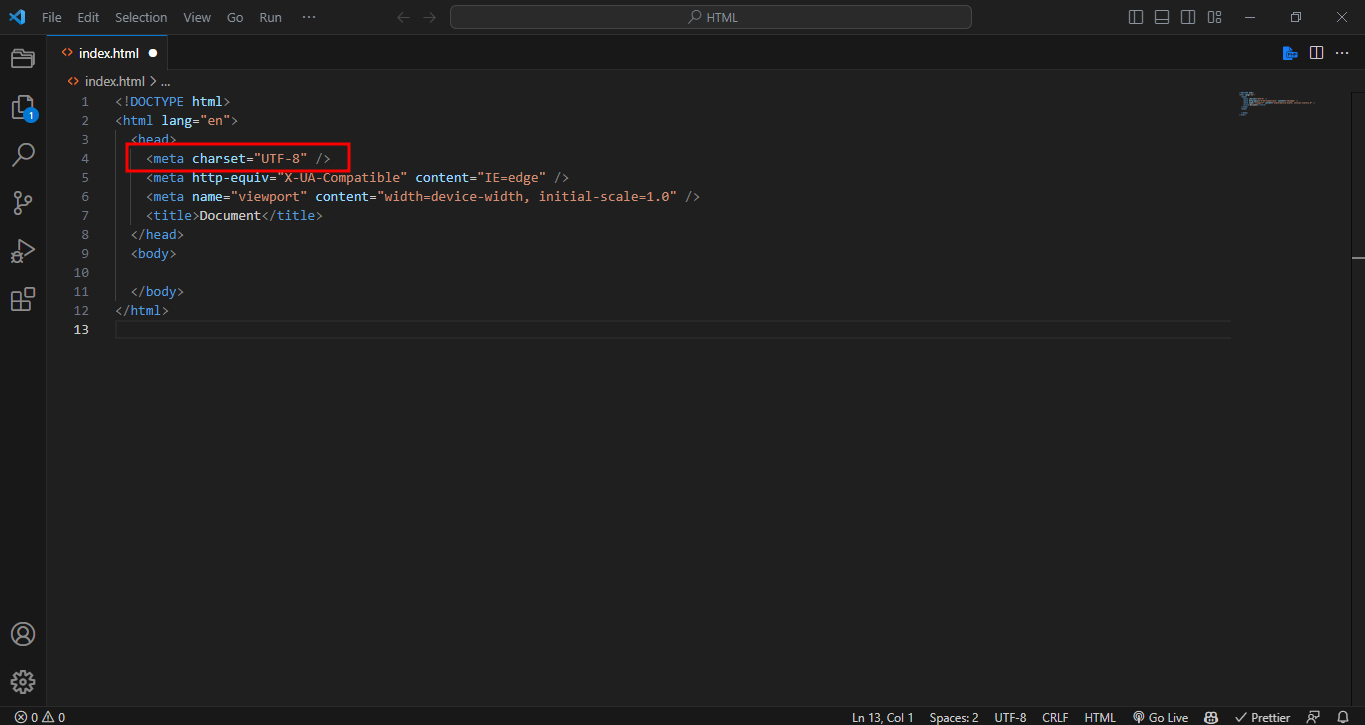 File Edit Selection View Go Run ··· HTML
index.html
index.html > ...
1 <!DOCTYPE html>
2 <html lang="en">
3 <head>
4 <meta charset="UTF-8" />
5 <meta http-equiv="X-UA-Compatible" content="IE=edge" />
6 <meta name="viewport" content="width=device-width, initial-scale=1.0" />
7 <title>Document</title>
8 </head>
9 <body>
10
11 </body>
12 </html>
13
1
0 0 Ln 13, Col 1 Spaces: 2 UTF-8 CRLF HTML Go Live Prettier